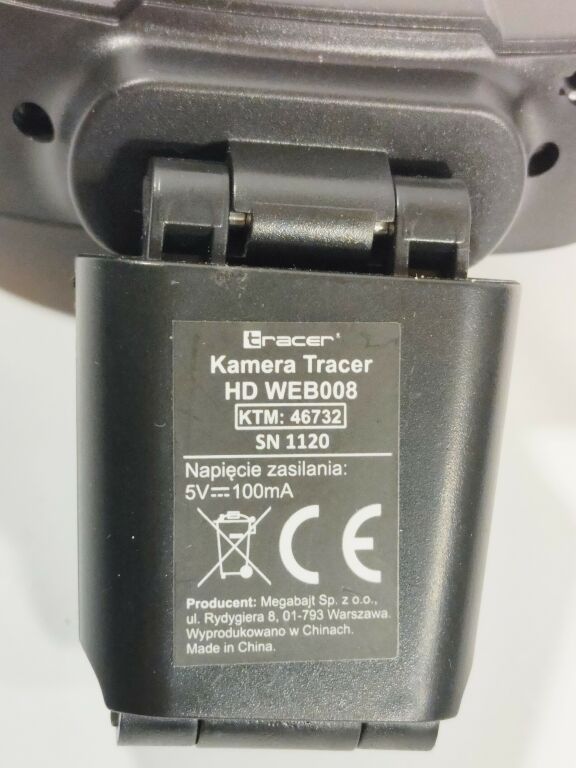 tracer®
Kamera Tracer
HD WEB008
KTM: 46732
SN 1120
Napięcie zasilania:
5V⎓100mA
CE
Producent: Megabajt Sp. z o.o.,
ul. Rydygiera 8, 01-793 Warszawa.
Wyprodukowano w Chinach.
Made in China.